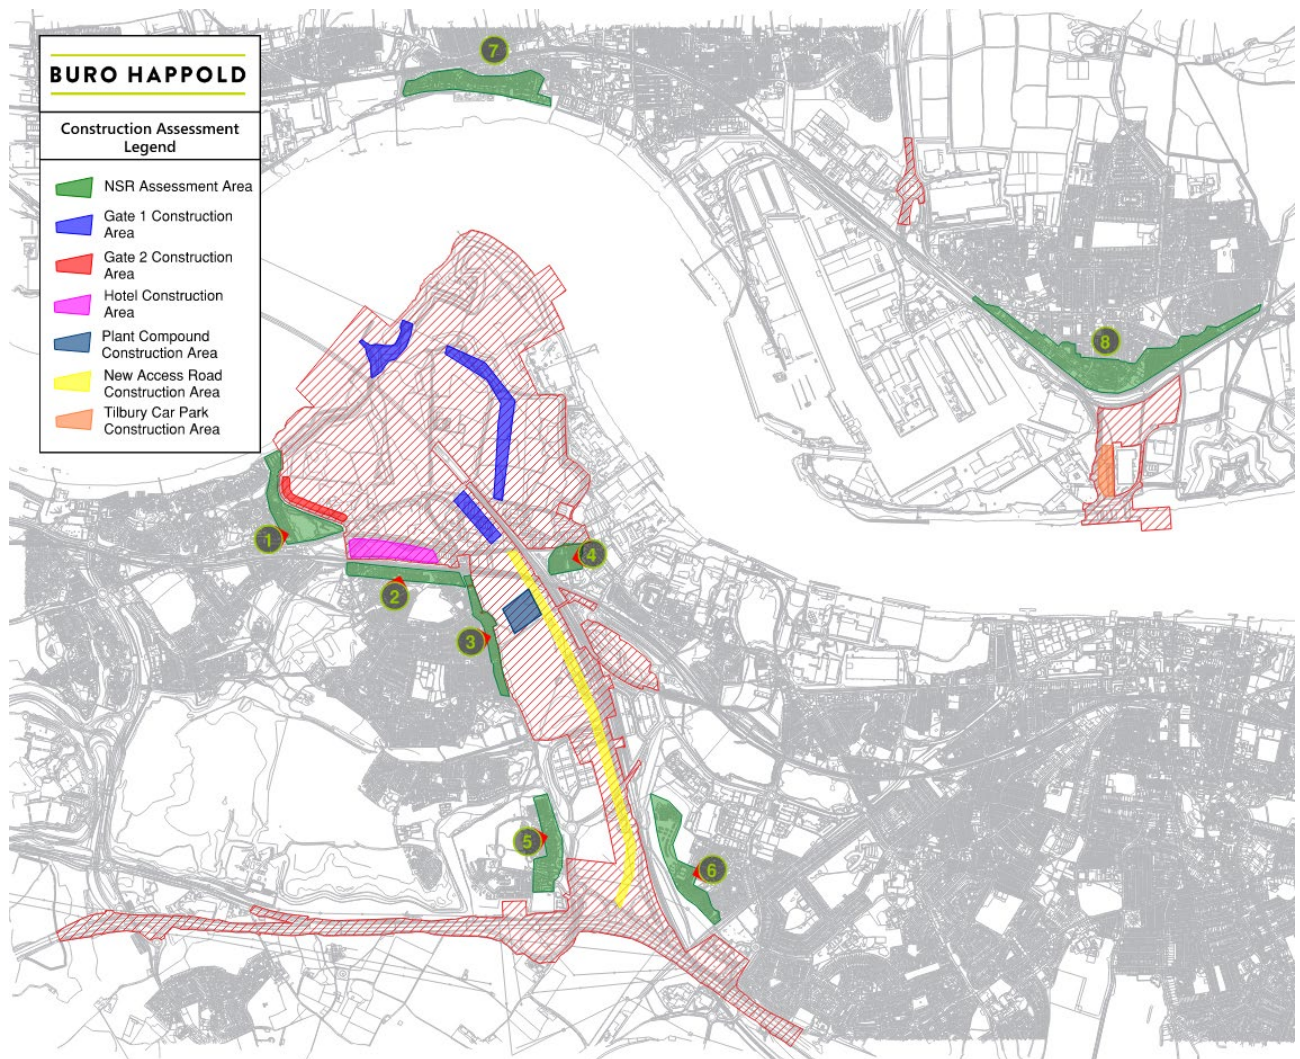 BURO HAPPOLD
Construction Assessment
Legend
NSR Assessment Area
Gate 1 Construction
Area
Gate 2 Construction
Area
Hotel Construction
Area
Plant Compound
Construction Area
New Access Road
Construction Area
Tilbury Car Park
Construction Area
7
8
1
4
2
3
5
6